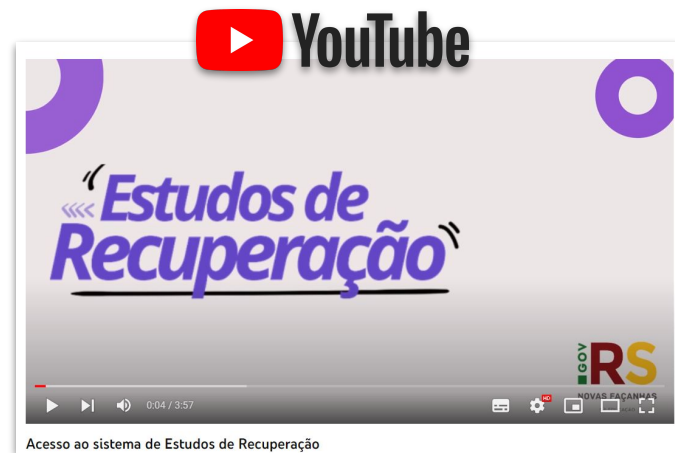 YouTube
Estudos de
Recuperação
.GOV
RS
NOVAS FAÇANHAS
0:04 / 3:57
HD
Acesso ao sistema de Estudos de Recuperação